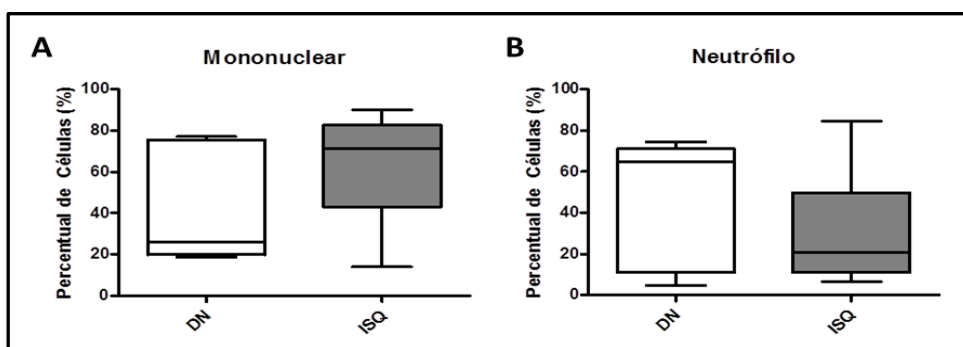 A
Mononuclear
Percentual de Células (%)
100
80
60
40
20
0
DN
ISQ
B
Neutrófilo
Percentual de Células (%)
100
80
60
40
20
0
DN
ISQ